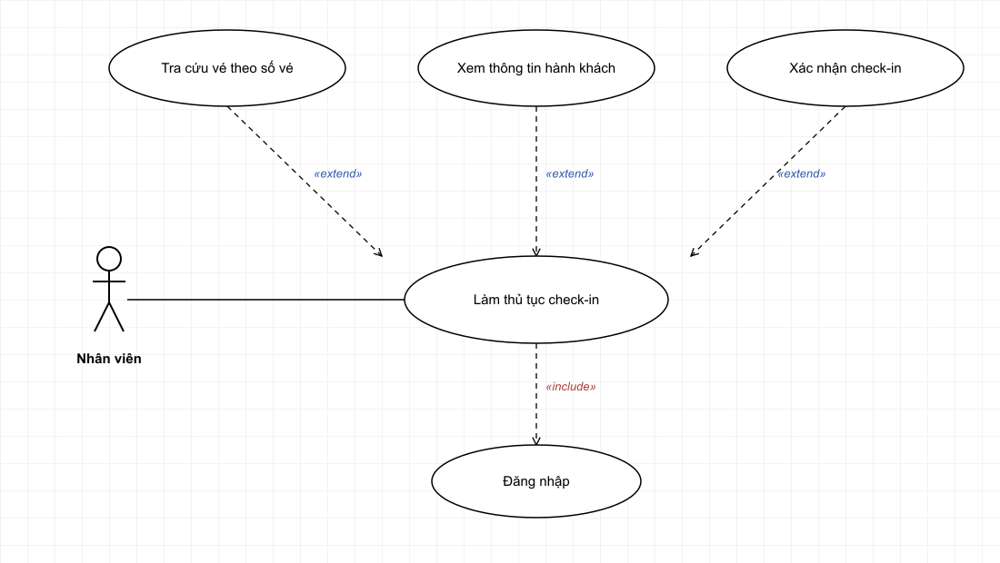 Tra cứu vé theo số vé
Xem thông tin hành khách
Xác nhận check-in
«extend»
«extend»
«extend»
Làm thủ tục check-in
Nhân viên
«include»
Đăng nhập